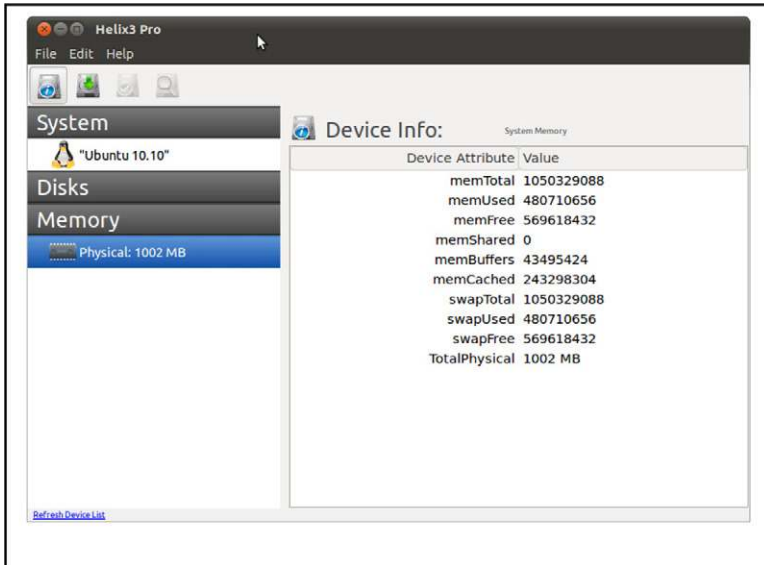 Helix3 Pro
File Edit Help
System
"Ubuntu 10.10"
Disks
Memory
Physical: 1002 MB
Refresh Device List
Device Info: System Memory
Device Attribute Value
memTotal 1050329088
memUsed 480710656
memFree 569618432
memShared 0
memBuffers 43495424
memCached 243298304
swapTotal 1050329088
swapUsed 480710656
swapFree 569618432
TotalPhysical 1002 MB